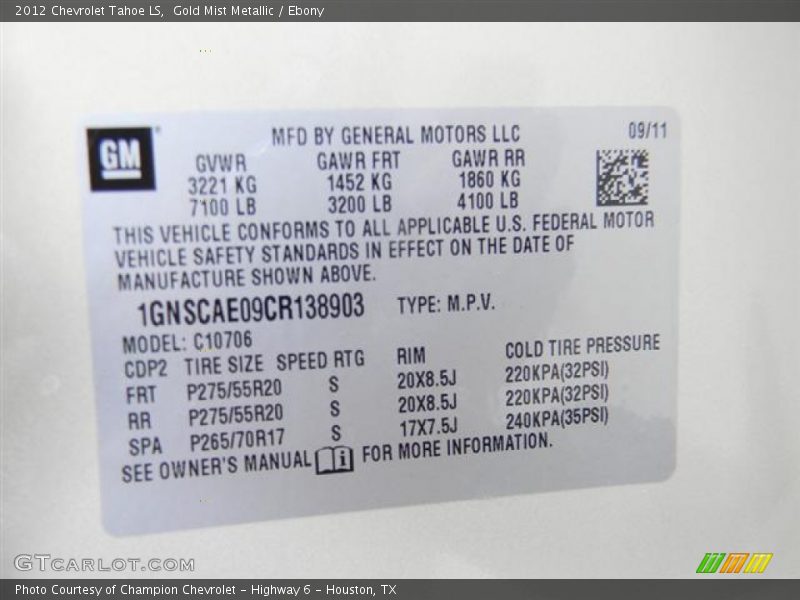 2012 Chevrolet Tahoe LS, Gold Mist Metallic / Ebony
GM
MFD BY GENERAL MOTORS LLC 09/11
GVWR GAWR FRT GAWR RR
3221 KG 1452 KG 1860 KG
7100 LB 3200 LB 4100 LB
THIS VEHICLE CONFORMS TO ALL APPLICABLE U.S. FEDERAL MOTOR
VEHICLE SAFETY STANDARDS IN EFFECT ON THE DATE OF
MANUFACTURE SHOWN ABOVE.
1GNSCAE09CR138903 TYPE: M.P.V.
MODEL: C10706
CDP2 TIRE SIZE SPEED RTG RIM COLD TIRE PRESSURE
FRT P275/55R20 S 20X8.5J 220KPA(32PSI)
RR P275/55R20 S 20X8.5J 220KPA(32PSI)
SPA P265/70R17 S 17X7.5J 240KPA(35PSI)
SEE OWNER'S MANUAL i FOR MORE INFORMATION.
GTCARLOT.COM
Photo Courtesy of Champion Chevrolet - Highway 6 - Houston, TX